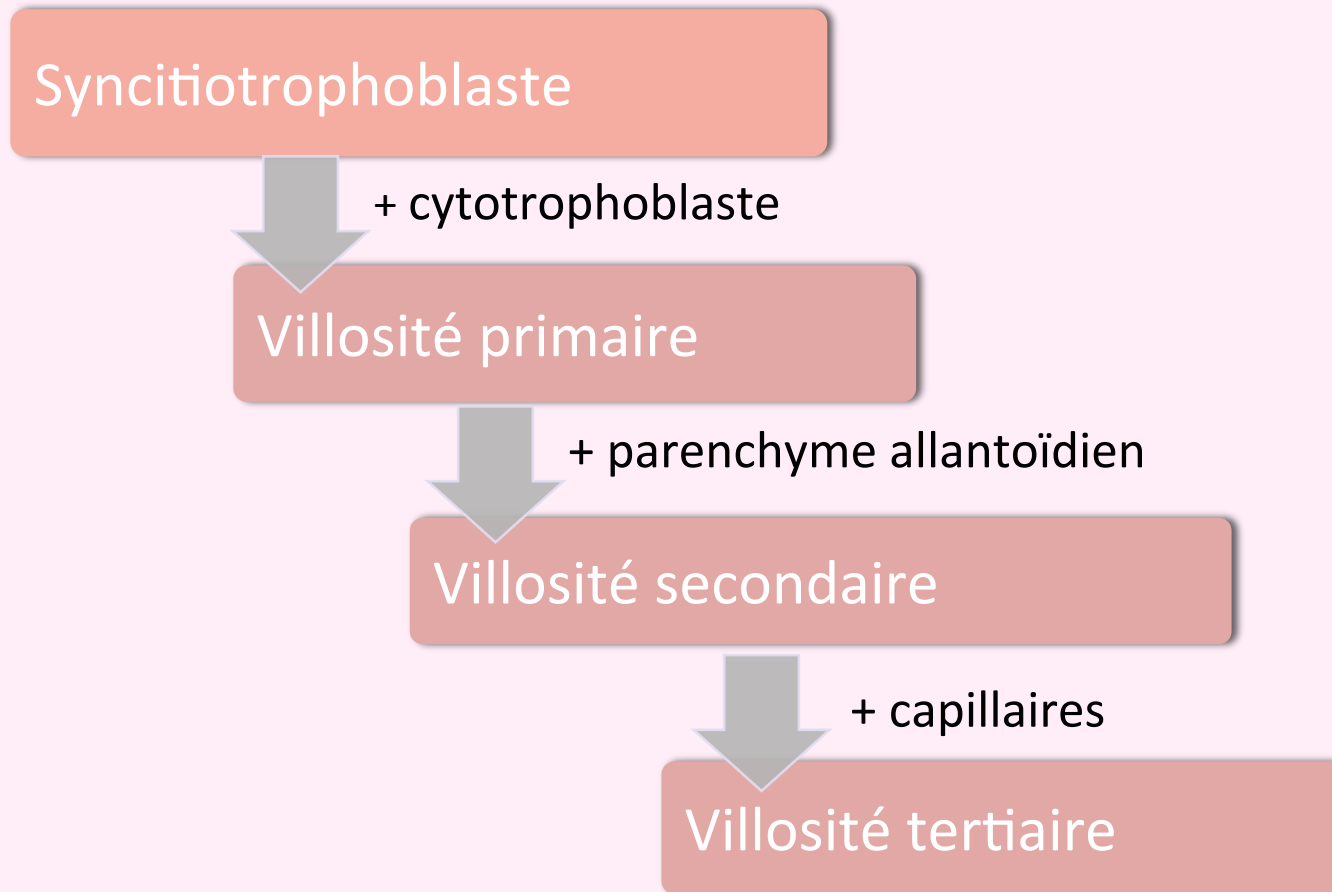 Syncitiotrophoblaste
+ cytotrophoblaste
Villosité primaire
+ parenchyme allantoïdien
Villosité secondaire
+ capillaires
Villosité tertiaire